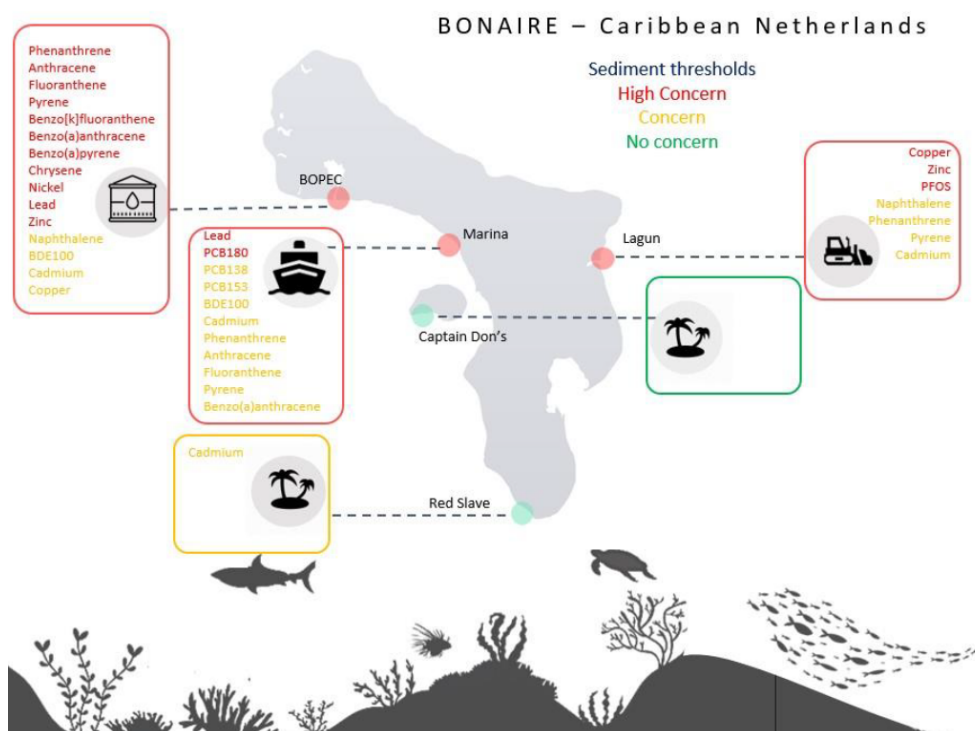 BONAIRE – Caribbean Netherlands
Sediment thresholds
High Concern
Concern
No concern
Phenanthrene
Anthracene
Fluoranthene
Pyrene
Benzo[k]fluoranthene
Benzo(a)anthracene
Benzo(a)pyrene
Chrysene
Nickel
Lead
Zinc
Naphthalene
BDE100
Cadmium
Copper
BOPEC
Lead
PCB180
PCB138
PCB153
BDE100
Cadmium
Phenanthrene
Anthracene
Fluoranthene
Pyrene
Benzo(a)anthracene
Marina
Lagun
Copper
Zinc
PFOS
Naphthalene
Phenanthrene
Pyrene
Cadmium
Captain Don's
Cadmium
Red Slave